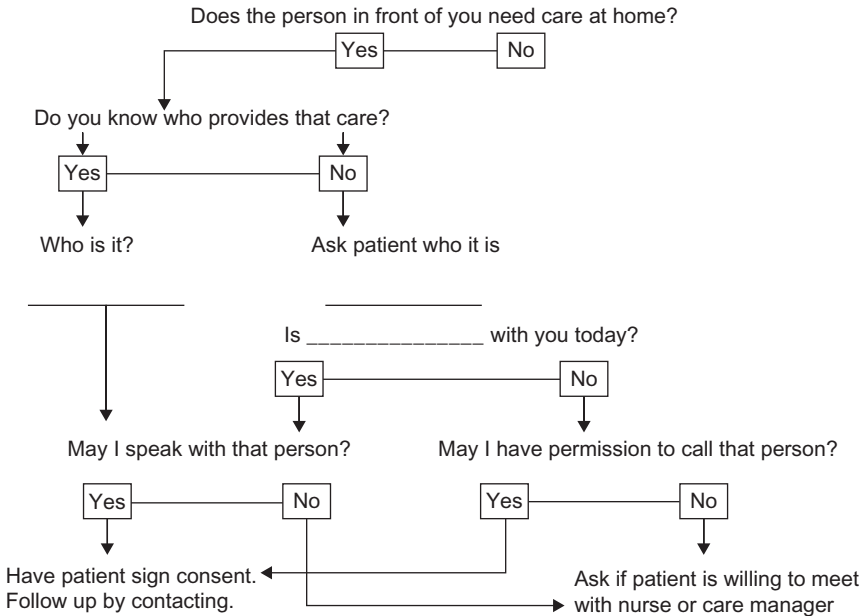 Does the person in front of you need care at home?
Yes No
Do you know who provides that care?
Yes No
Who is it? Ask patient who it is
Is _______________ with you today?
Yes No
May I speak with that person? May I have permission to call that person?
Yes No Yes No
Have patient sign consent.
Follow up by contacting.
Ask if patient is willing to meet
with nurse or care manager